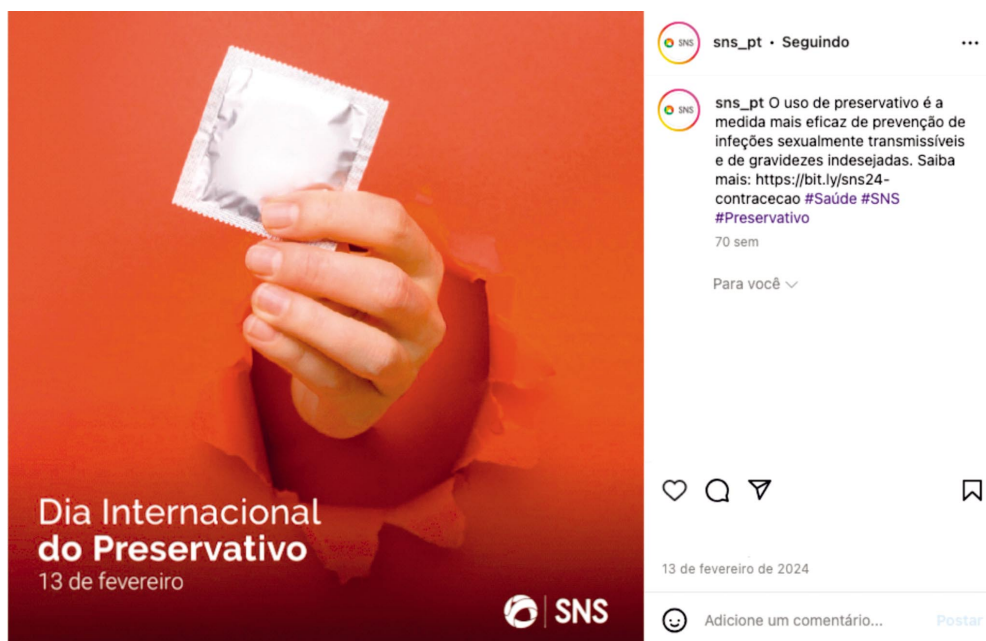 Dia Internacional
do Preservativo
13 de fevereiro
SNS
SNS
sns_pt • Seguindo
SNS
sns_pt O uso de preservativo é a
medida mais eficaz de prevenção de
infeções sexualmente transmissíveis
e de gravidezes indesejadas. Saiba
mais: https://bit.ly/sns24-
contracecao #Saúde #SNS
#Preservativo
70 sem
Para você
13 de fevereiro de 2024
Adicione um comentário...
Postar